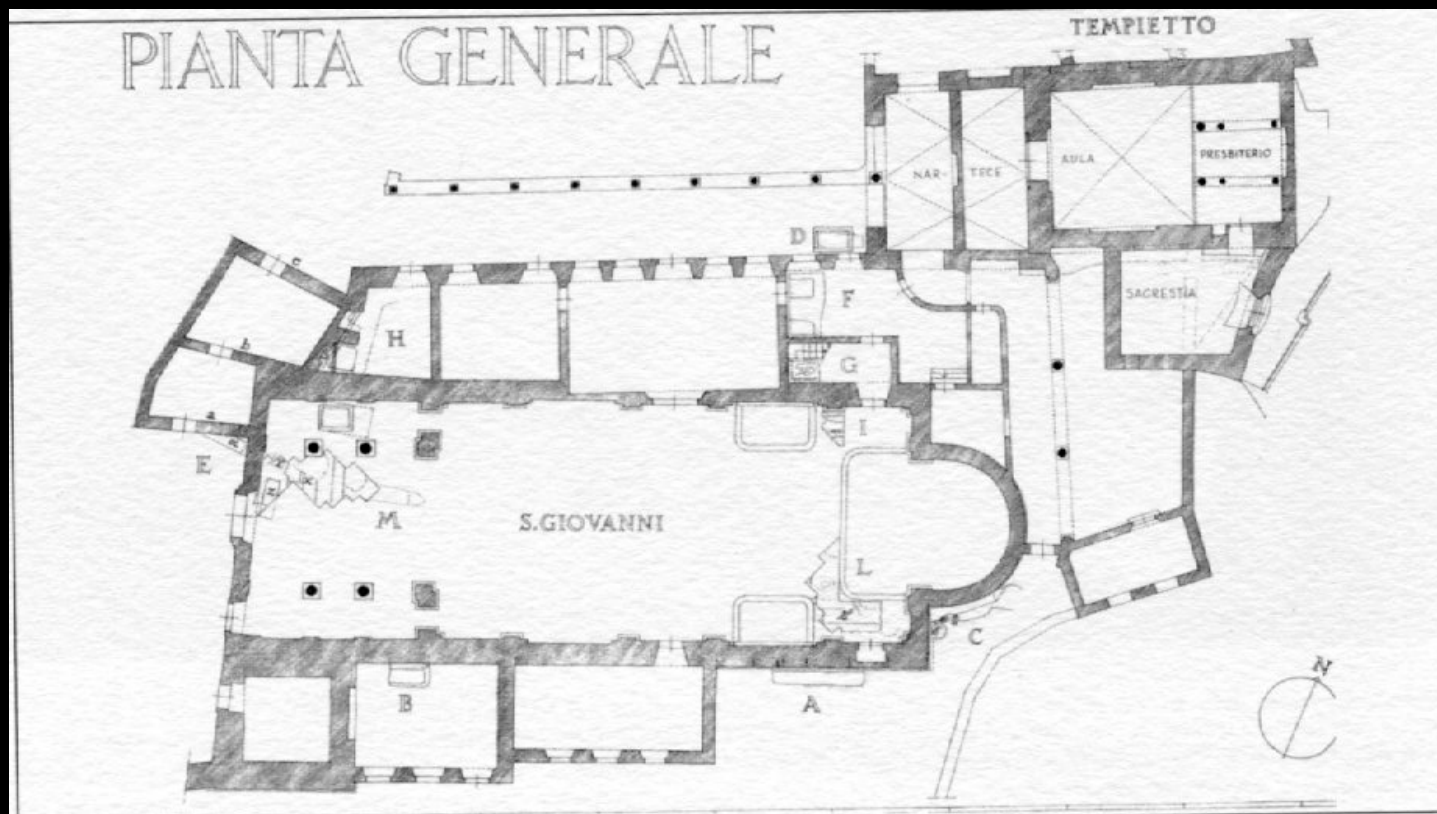 PIANTA GENERALE
TEMPIETTO
NAR-
TECE
AULA
PRESBITERIO
SAGRESTIA
D
F
G
H
c
b
a
E
I
M
S.GIOVANNI
L
C
B
A
N